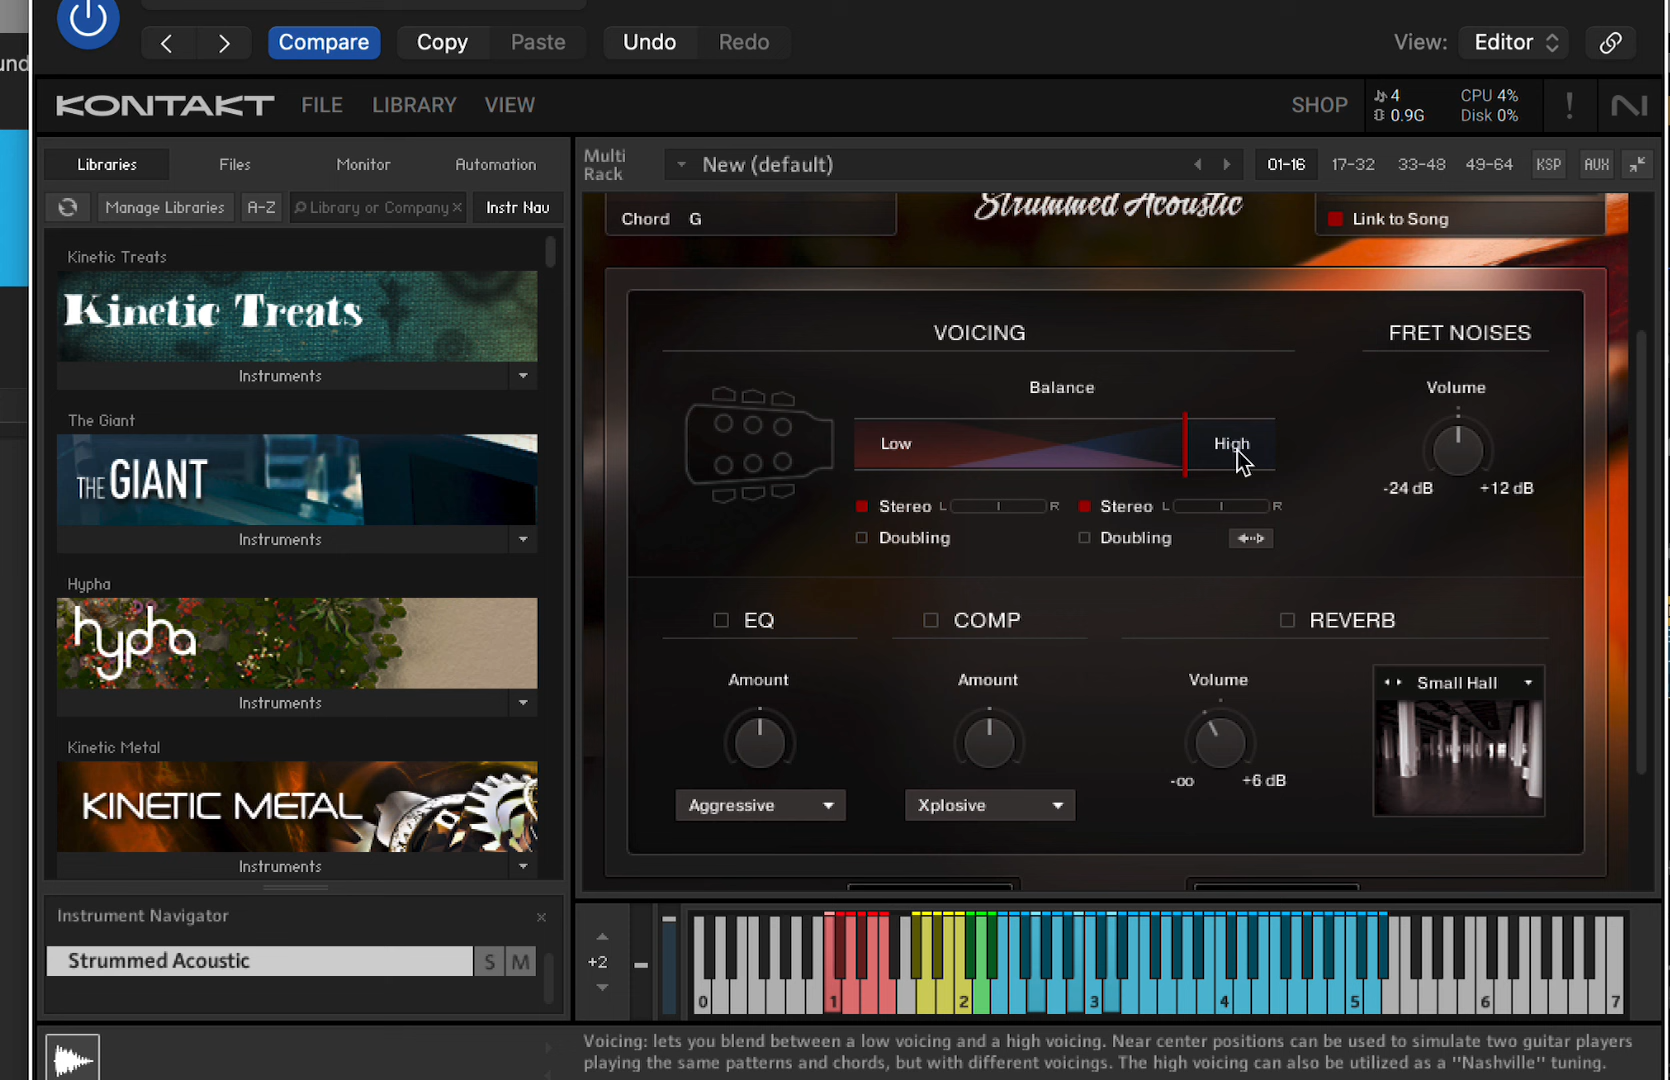 Compare
Copy
Paste
Undo
Redo
View:
Editor
und
KONTAKT
FILE
LIBRARY
VIEW
SHOP
4
0.9G
CPU 4%
Disk 0%
!
Libraries
Files
Monitor
Automation
Multi
Rack
New (default)
01-16
17-32
33-48
49-64
KSP
AUX
Manage Libraries
A-Z
Library or Company
×
Instr Nav
Chord G
Strummed Acoustic
Link to Song
Kinetic Treats
Kinetic Treats
Instruments
The Giant
THE GIANT
Instruments
Hypha
hypha
Instruments
Kinetic Metal
KINETIC METAL
Instruments
VOICING
FRET NOISES
Balance
Volume
Low
High
-24 dB
+12 dB
Stereo L R
Stereo L R
Doubling
Doubling
EQ
COMP
REVERB
Amount
Amount
Volume
Small Hall
-oo
+6 dB
Aggressive
Xplosive
Instrument Navigator
×
Strummed Acoustic
S
M
+2
0 1 2 3 4 5 6 7
Voicing: lets you blend between a low voicing and a high voicing. Near center positions can be used to simulate two guitar players
playing the same patterns and chords, but with different voicings. The high voicing can also be utilized as a "Nashville" tuning.